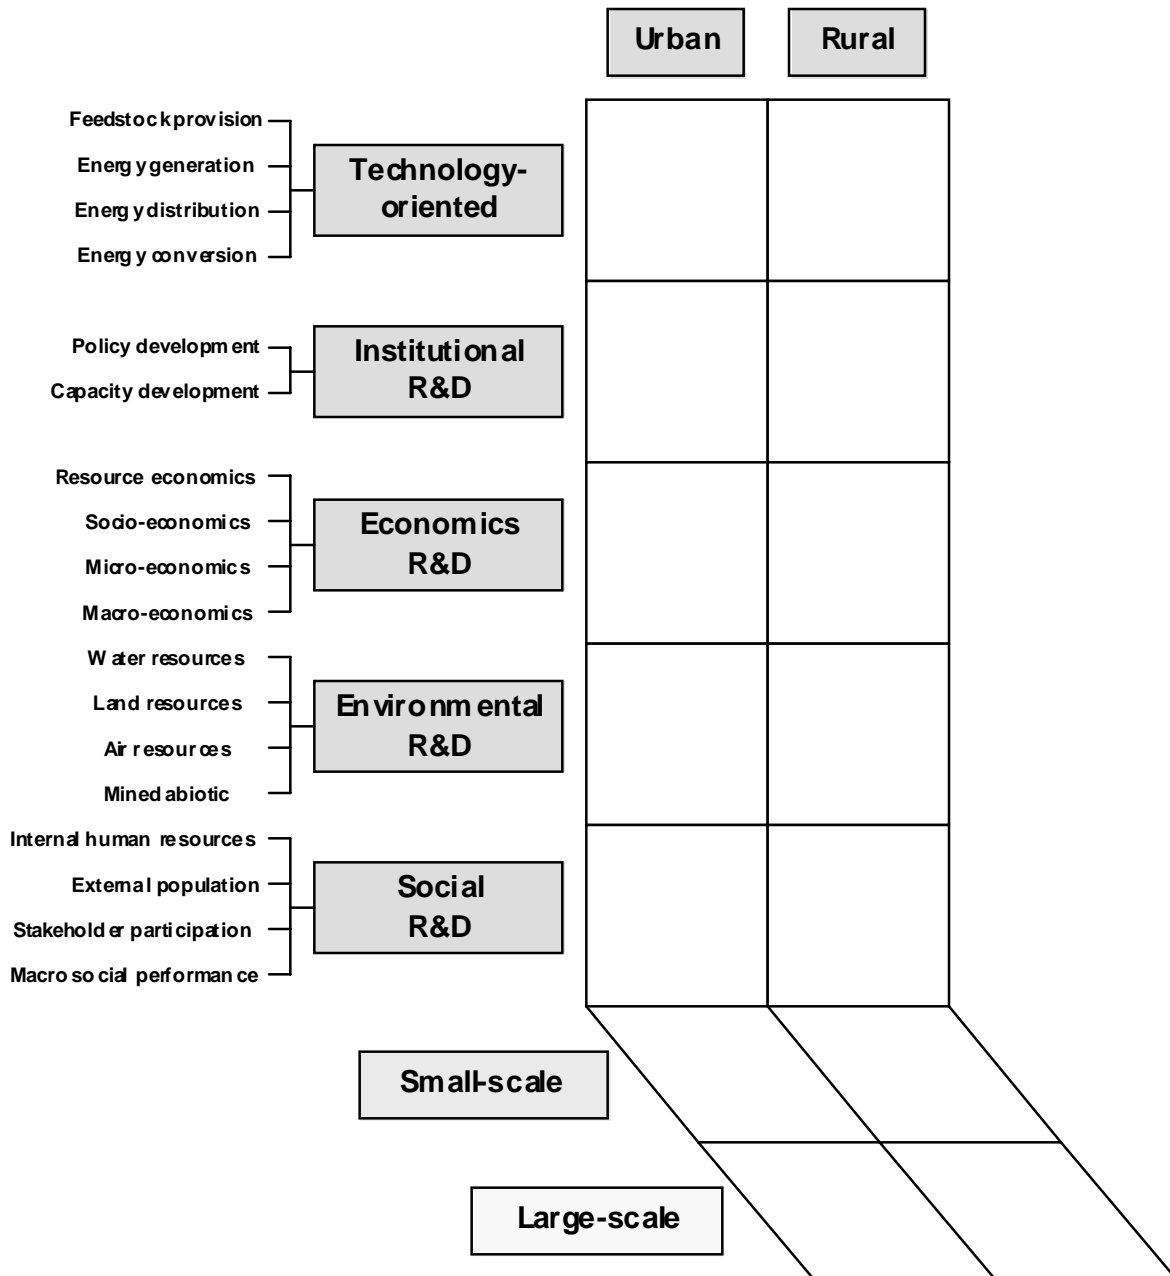 Urban
Rural
Feedstock provision
Energy generation
Energy distribution
Energy conversion
Technology-
oriented
Policy development
Capacity development
Institutional
R&D
Resource economics
Socio-economics
Micro-economics
Macro-economics
Economics
R&D
Water resources
Land resources
Air resources
Mined abiotic
Environmental
R&D
Internal human resources
External population
Stakeholder participation
Macro social performance
Social
R&D
Small-scale
Large-scale